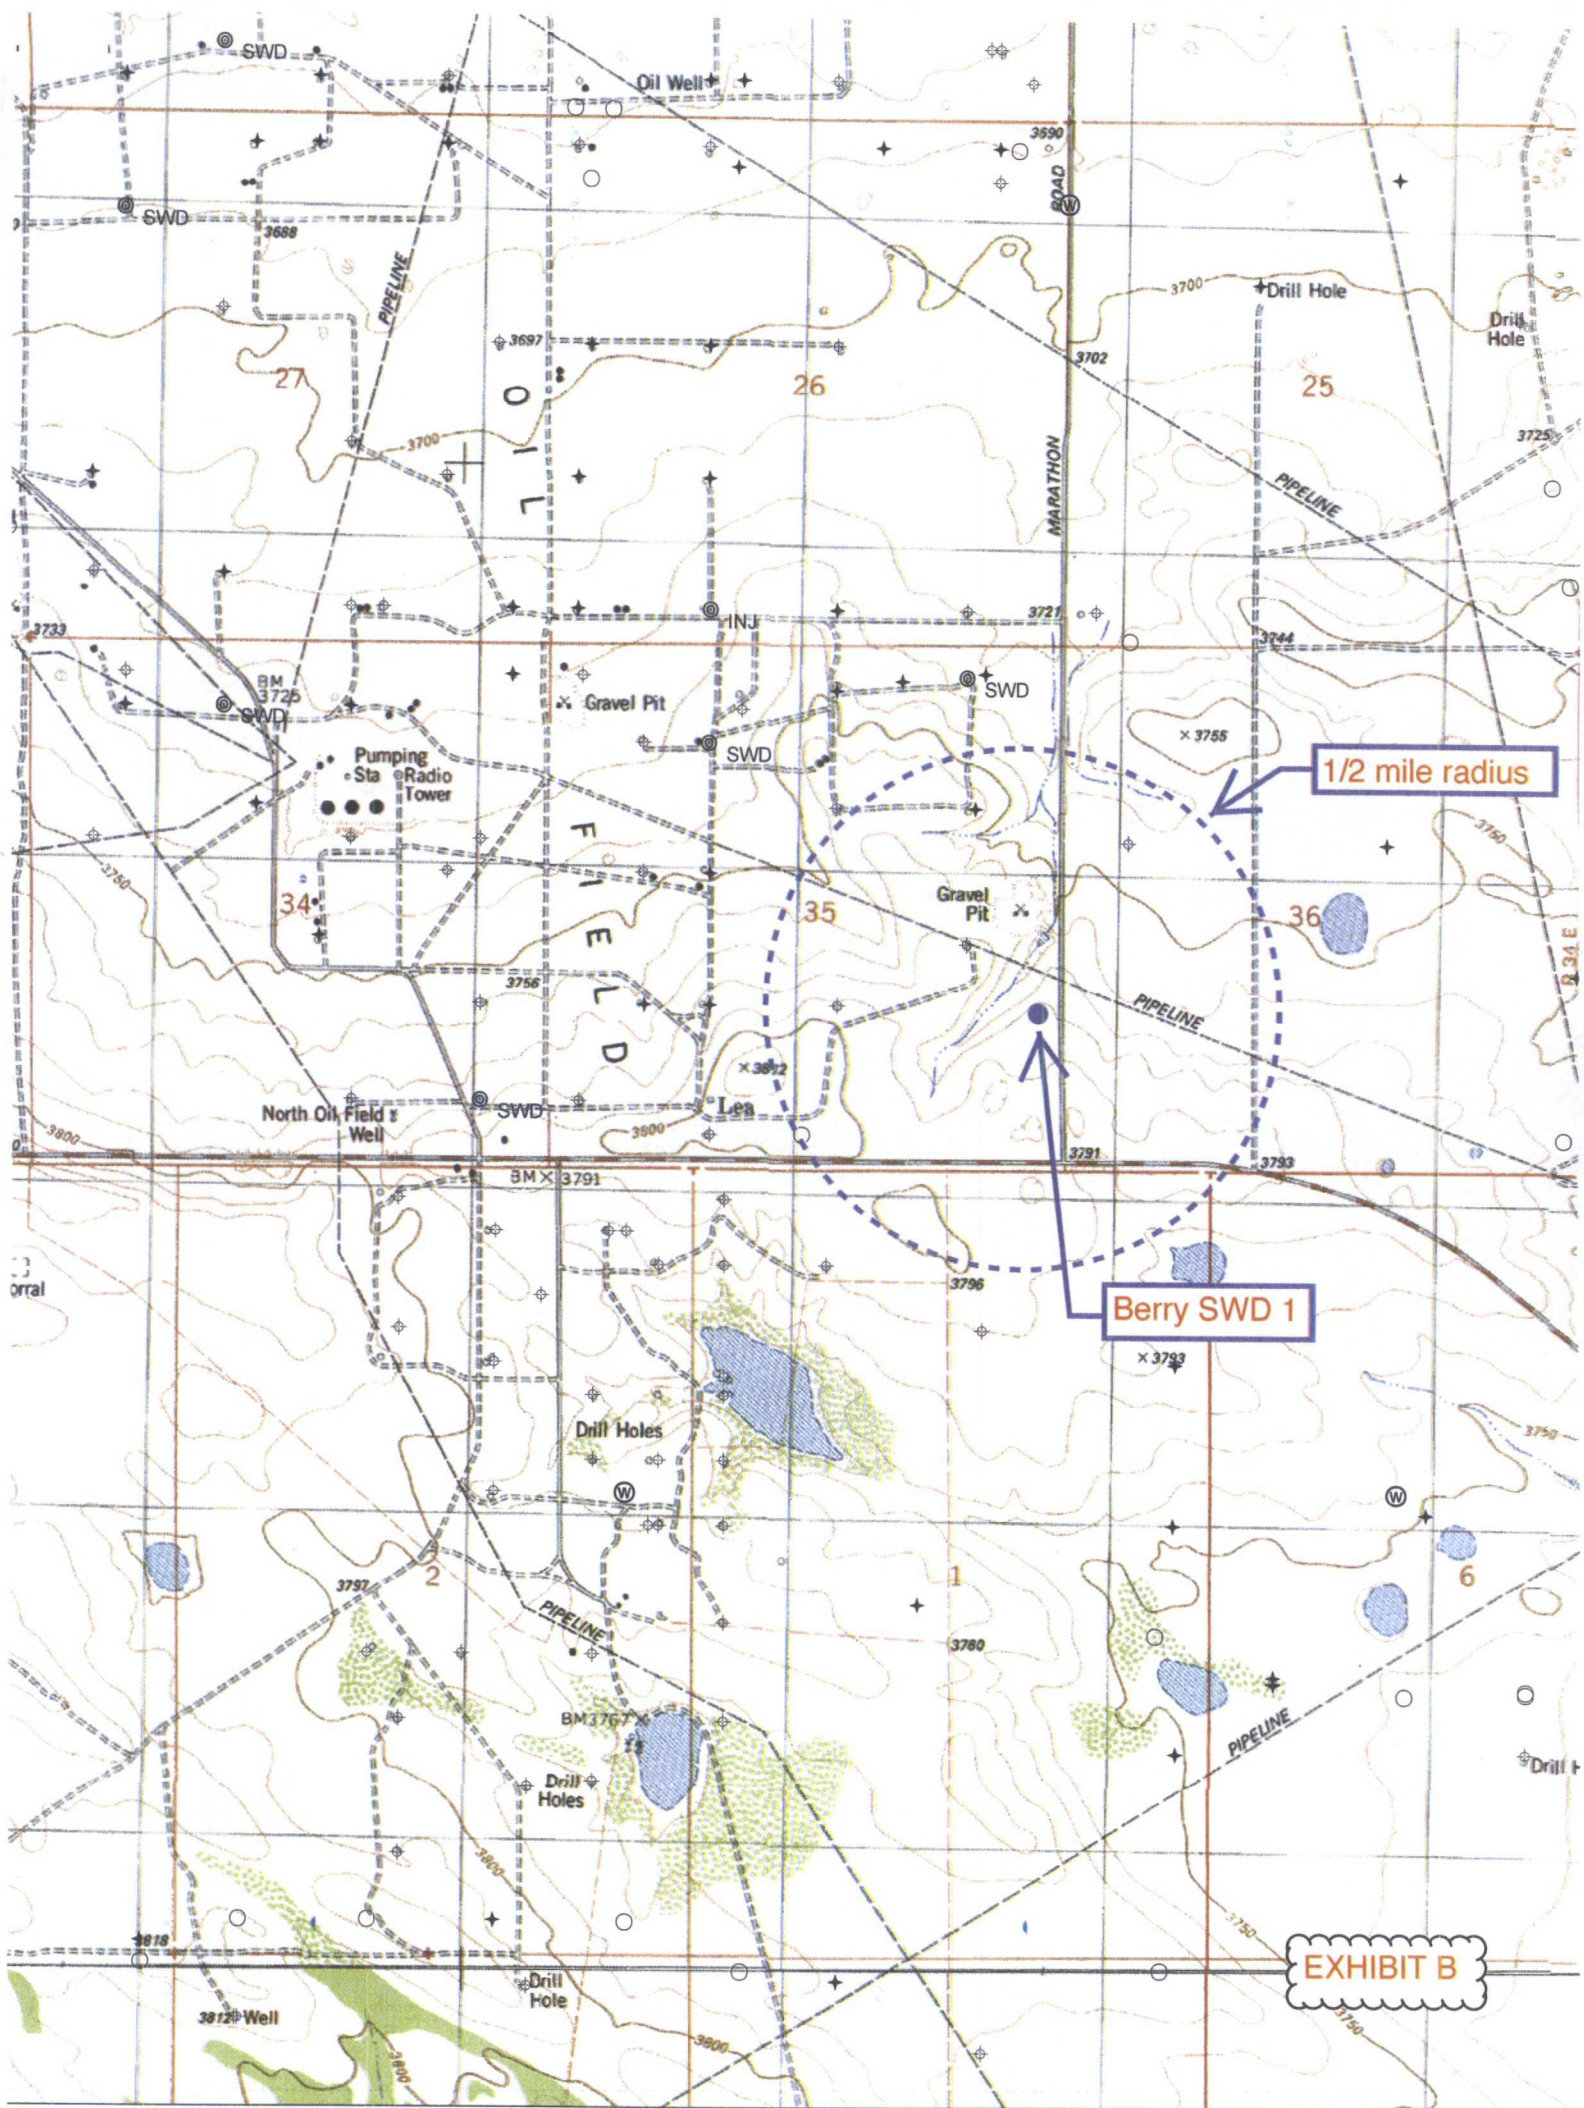 SWD
Oil Well
3690
ROAD
W
SWD
3688
PIPELINE
3700
Drill Hole
Drill
Hole
3697
3702
27
26
25
O I L
3700
3725
MARATHON
PIPELINE
INJ
3721
3733
3744
BM
3725
SWD
Gravel Pit
SWD
SWD
3755
1/2 mile radius
Pumping
Sta
Radio
Tower
3750
3750
34
35
36
Gravel
Pit
F I E L D
R 34 E
3756
PIPELINE
3812
Lea
North Oil Field
Well
SWD
3800
3800
3791
3793
BM 3791
orral
3796
Berry SWD 1
3793
Drill Holes
3750
W
W
2
1
6
3797
PIPELINE
3780
BM3767
PIPELINE
Drill
Holes
Drill H
3800
3818
3750
EXHIBIT B
Drill
Hole
3812 Well
3800
3800
3750